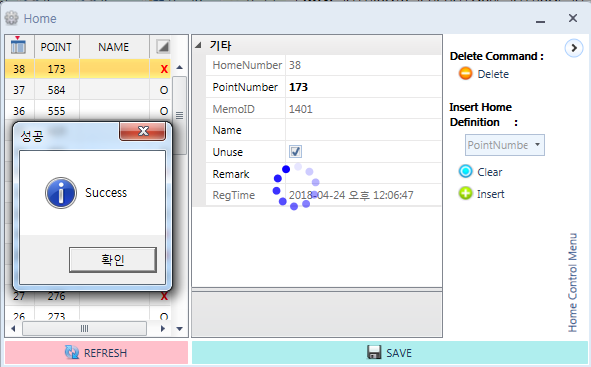 Home
POINT NAME
38 173 X
37 584 O
36 555
27 276 X
26 273 O
REFRESH
성공
Success
확인
기타
HomeNumber 38
PointNumber 173
MemoID 1401
Name
Unuse
Remark
RegTime 2018-04-24 오후 12:06:47
SAVE
Delete Command :
Delete
Insert Home
Definition :
PointNumbe
Clear
Insert
Home Control Menu